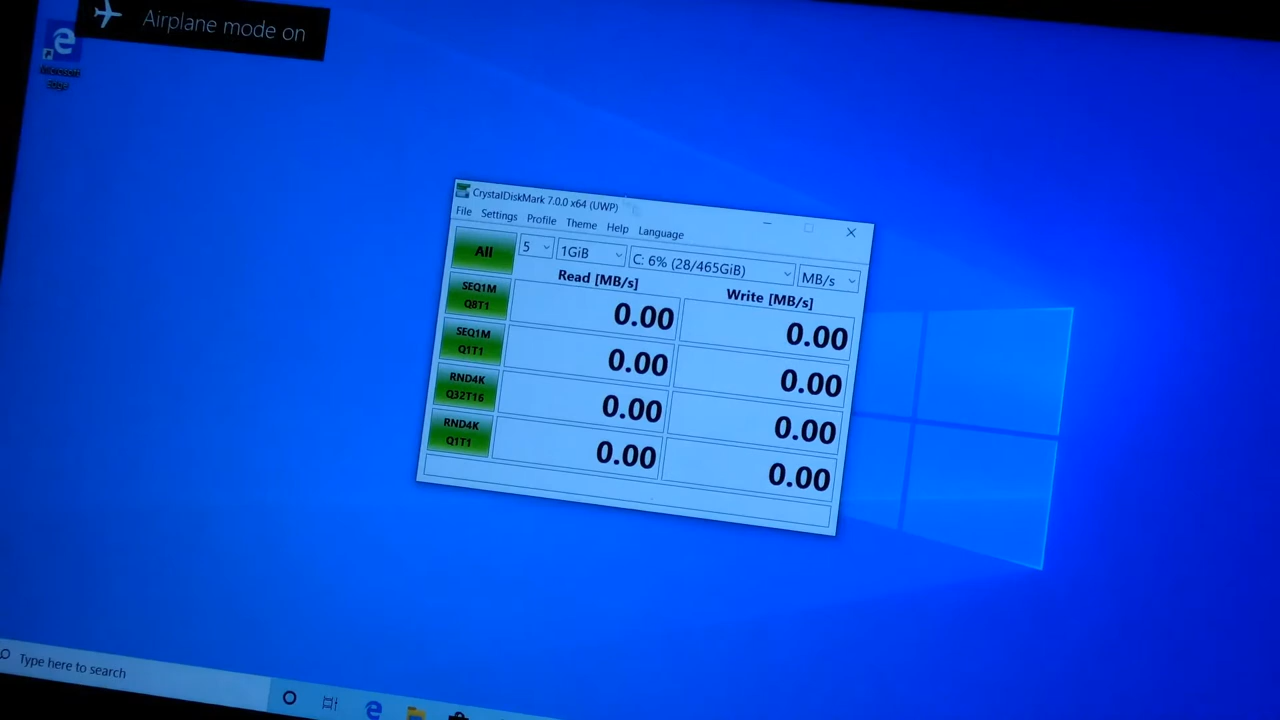 Airplane mode on
Microsoft
Edge
CrystalDiskMark 7.0.0 x64 (UWP)
File Settings Profile Theme Help Language
All 5 1GiB C: 6% (28/465GiB) MB/s
Read [MB/s] Write [MB/s]
SEQ1M
Q8T1
0.00 0.00
SEQ1M
Q1T1
0.00 0.00
RND4K
Q32T16
0.00 0.00
RND4K
Q1T1
0.00 0.00
Type here to search